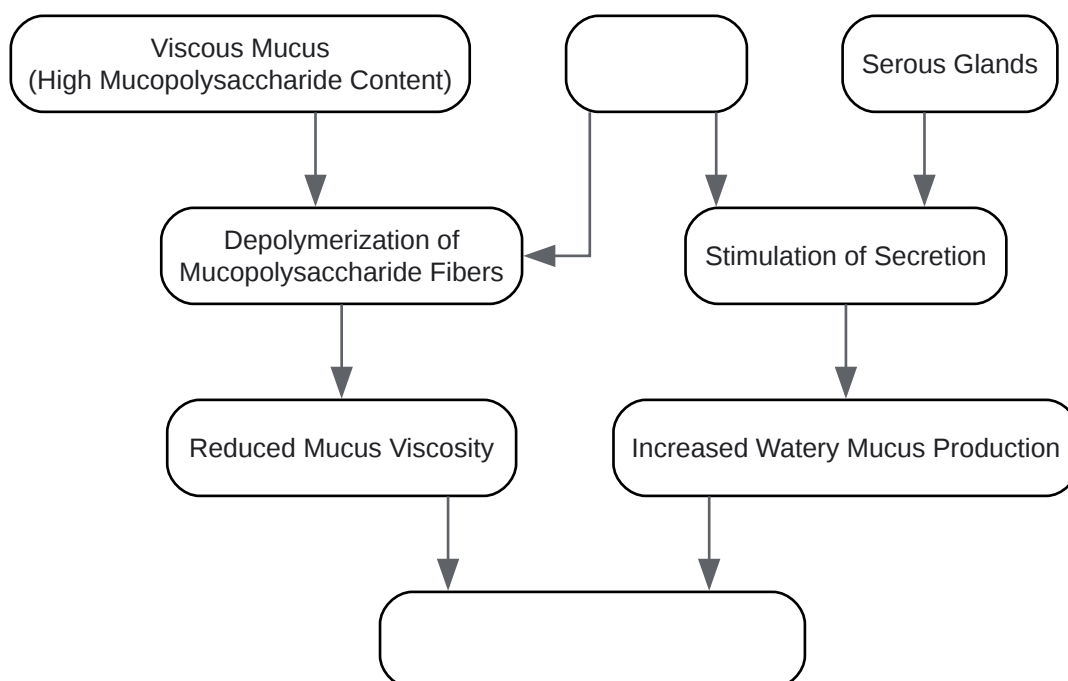 Viscous Mucus
(High Mucopolysaccharide Content)
Serous Glands
Depolymerization of
Mucopolysaccharide Fibers
Stimulation of Secretion
Reduced Mucus Viscosity
Increased Watery Mucus Production